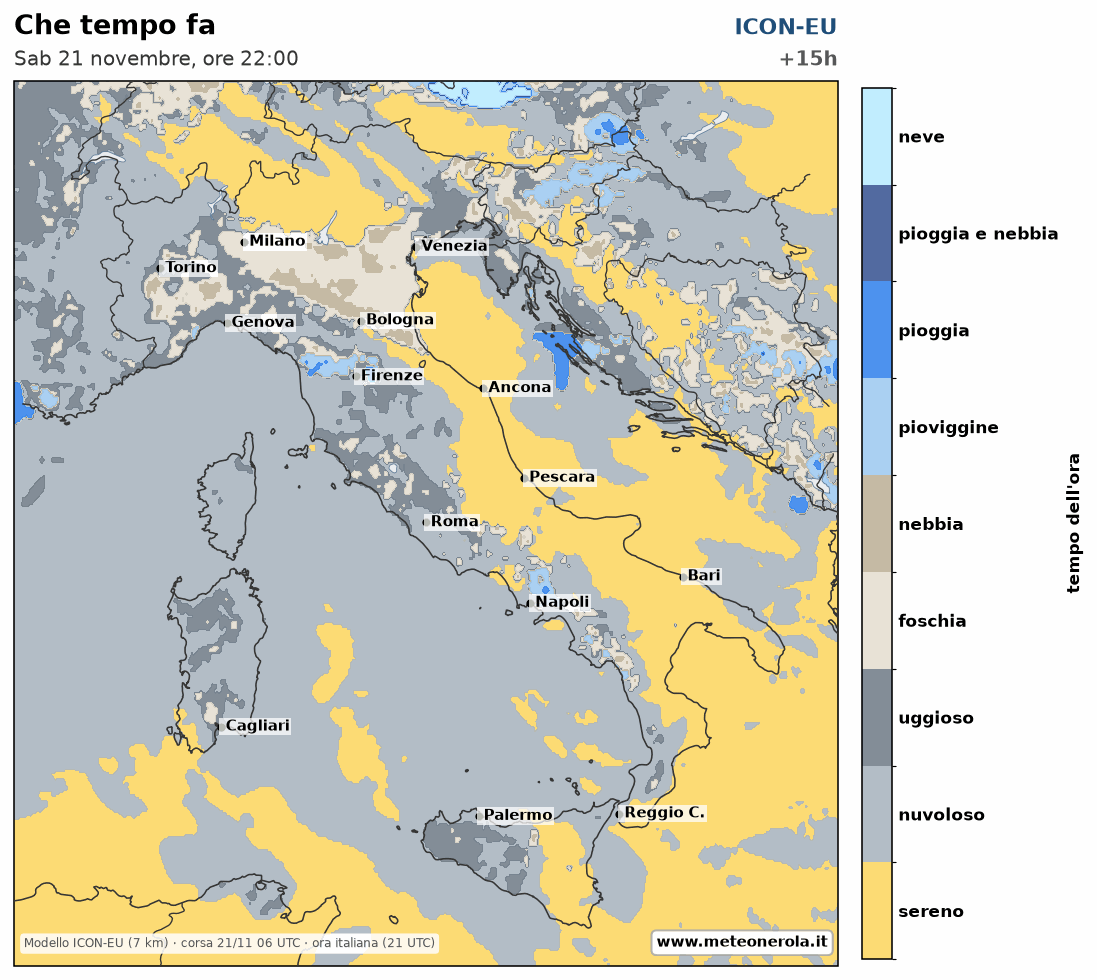 Che tempo fa
ICON-EU
Sab 21 novembre, ore 22:00
+15h
neve
pioggia e nebbia
pioggia
pioviggine
nebbia
foschia
uggioso
nuvoloso
sereno
tempo dell'ora
Milano
Venezia
Torino
Genova
Bologna
Firenze
Ancona
Pescara
Roma
Bari
Napoli
Cagliari
Palermo
Reggio C.
Modello ICON-EU (7 km) · corsa 21/11 06 UTC · ora italiana (21 UTC)
www.meteonerola.it